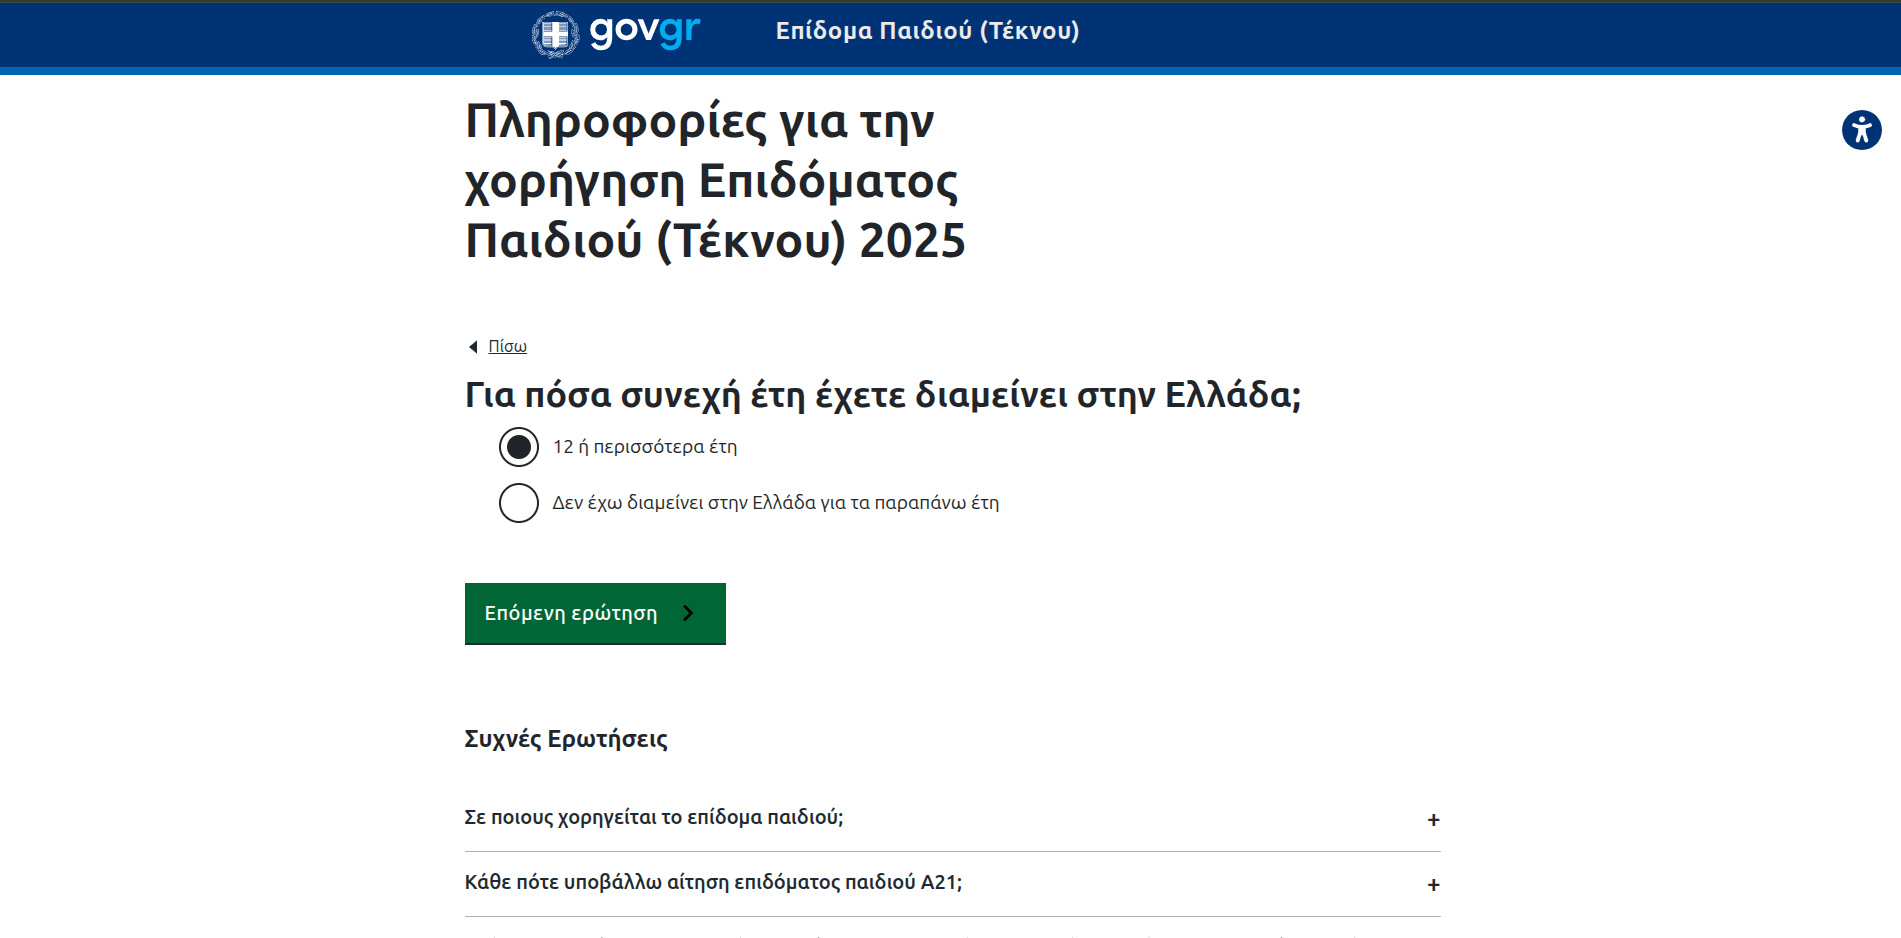 govgr
Επίδομα Παιδιού (Τέκνου)
Πληροφορίες για την
χορήγηση Επιδόματος
Παιδιού (Τέκνου) 2025
Πίσω
Για πόσα συνεχή έτη έχετε διαμείνει στην Ελλάδα;
12 ή περισσότερα έτη
Δεν έχω διαμείνει στην Ελλάδα για τα παραπάνω έτη
Επόμενη ερώτηση
Συχνές Ερωτήσεις
Σε ποιους χορηγείται το επίδομα παιδιού; +
Κάθε πότε υποβάλλω αίτηση επιδόματος παιδιού Α21; +